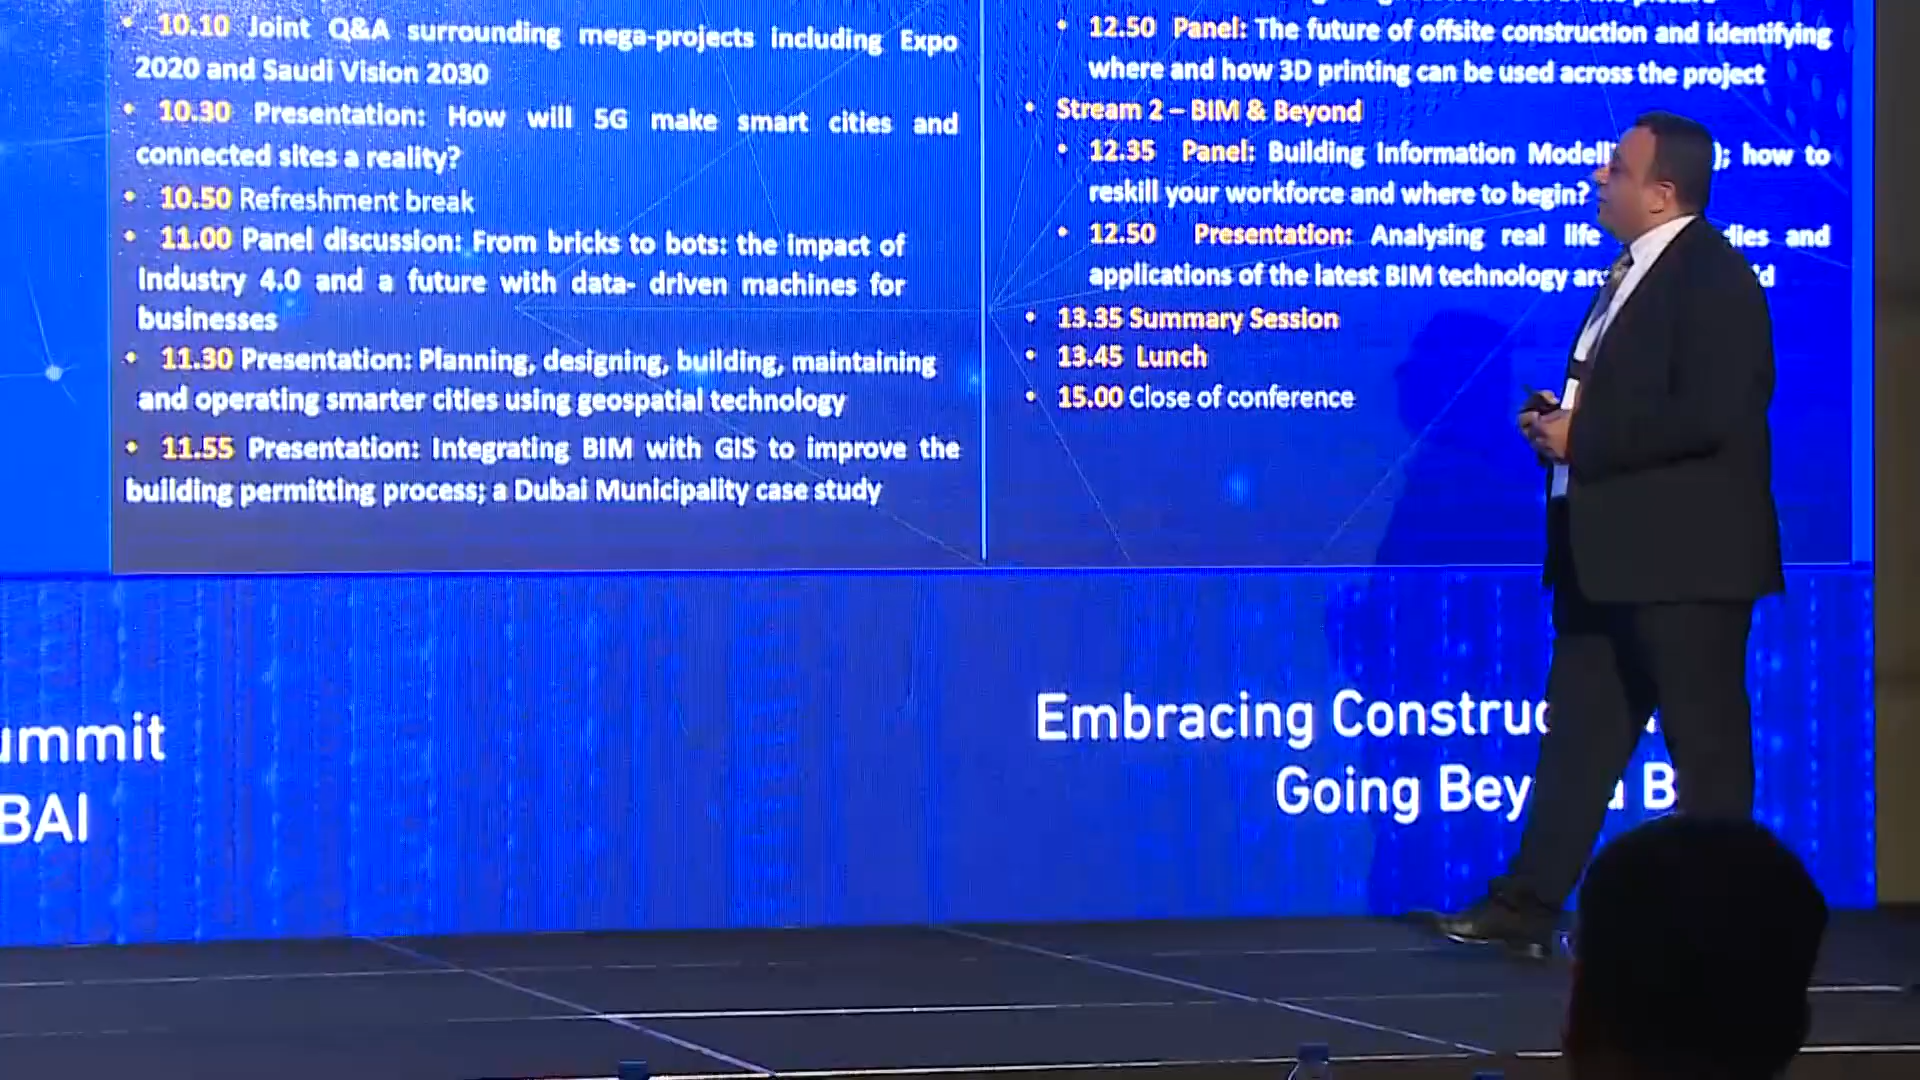 • 10.10 Joint Q&A surrounding mega-projects including Expo
2020 and Saudi Vision 2030
• 10.30 Presentation: How will 5G make smart cities and
connected sites a reality?
• 10.50 Refreshment break
• 11.00 Panel discussion: From bricks to bots: the impact of
Industry 4.0 and a future with data- driven machines for
businesses
• 11.30 Presentation: Planning, designing, building, maintaining
and operating smarter cities using geospatial technology
• 11.55 Presentation: Integrating BIM with GIS to improve the
building permitting process; a Dubai Municipality case study
• 12.50 Panel: The future of offsite construction and identifying
where and how 3D printing can be used across the project
• Stream 2 – BIM & Beyond
• 12.35 Panel: Building Information ); how to
reskill your workforce and where to begin?
• 12.50 Presentation: Analysing real life and
applications of the latest BIM technology
• 13.35 Summary Session
• 13.45 Lunch
• 15.00 Close of conference
Embracing
Going